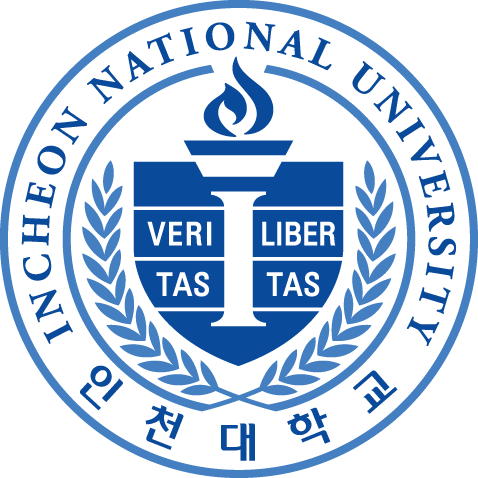 INCHEON NATIONAL UNIVERSITY
VERI LIBER
TAS TAS
인천대학교